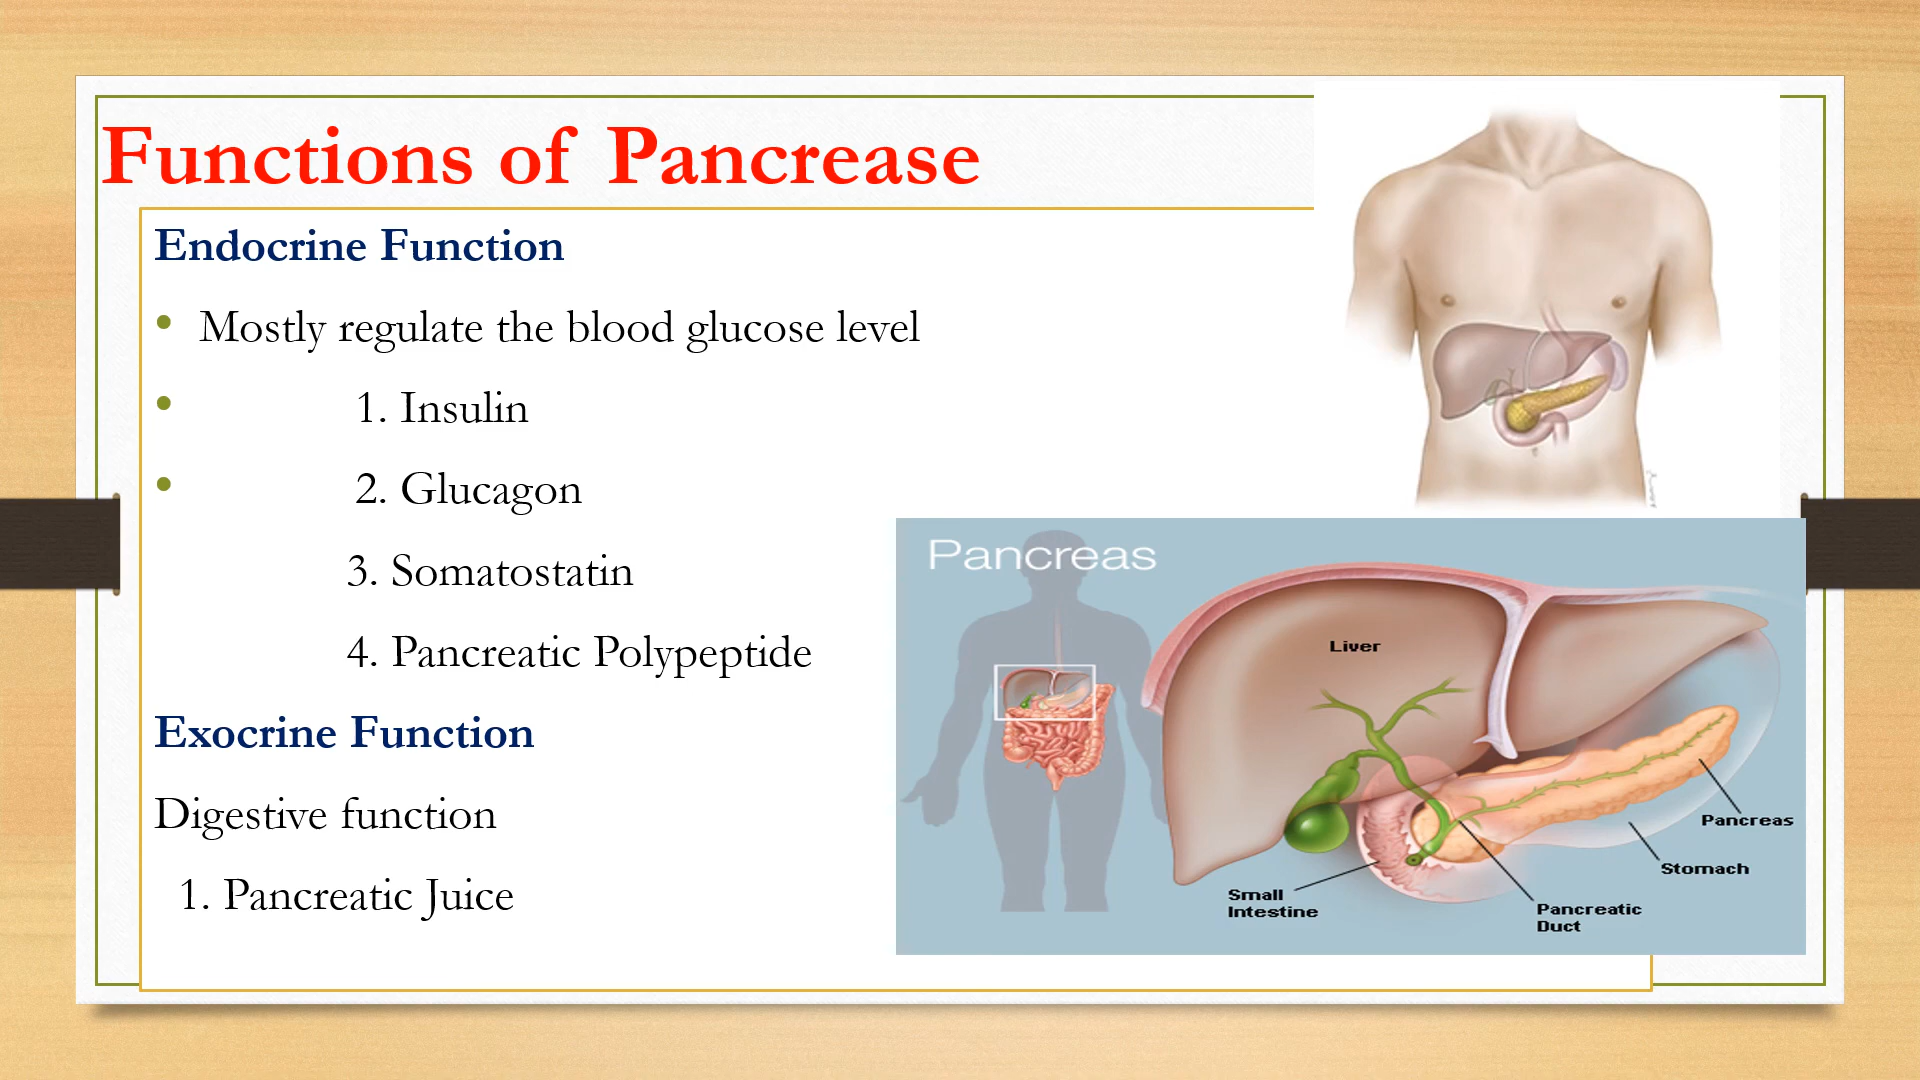 Functions of Pancrease
Endocrine Function
• Mostly regulate the blood glucose level
• 1. Insulin
• 2. Glucagon
3. Somatostatin
4. Pancreatic Polypeptide
Exocrine Function
Digestive function
1. Pancreatic Juice
Pancreas
Liver
Pancreas
Stomach
Small
Intestine
Pancreatic
Duct